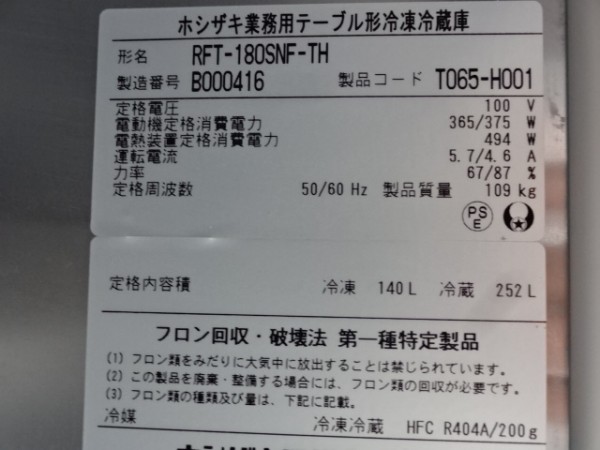 ホシザキ業務用テーブル形冷凍冷蔵庫
形名 RFT-180SNF-TH
製造番号 B000416 製品コード T065-H001
定格電圧 100 V
電動機定格消費電力 365/375 W
電熱装置定格消費電力 494 W
運転電流 5.7/4.6 A
力率 67/87 %
定格周波数 50/60 Hz 製品質量 109 kg
PS
E
定格内容積 冷凍 140 L 冷蔵 252 L
フロン回収・破壊法 第一種特定製品
(1) フロン類をみだりに大気中に放出することは禁じられています。
(2) この製品を廃棄・整備する場合には、フロン類の回収が必要です。
(3) フロン類の種類及び量は、下記に記載。
冷媒 冷凍冷蔵 HFC R404A/200g